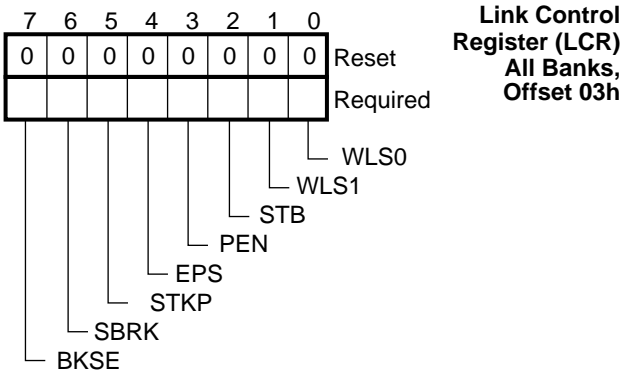 7 6 5 4 3 2 1 0
0 0 0 0 0 0 0 0 Reset
Required
Link Control
Register (LCR)
All Banks,
Offset 03h
WLS0
WLS1
STB
PEN
EPS
STKP
SBRK
BKSE